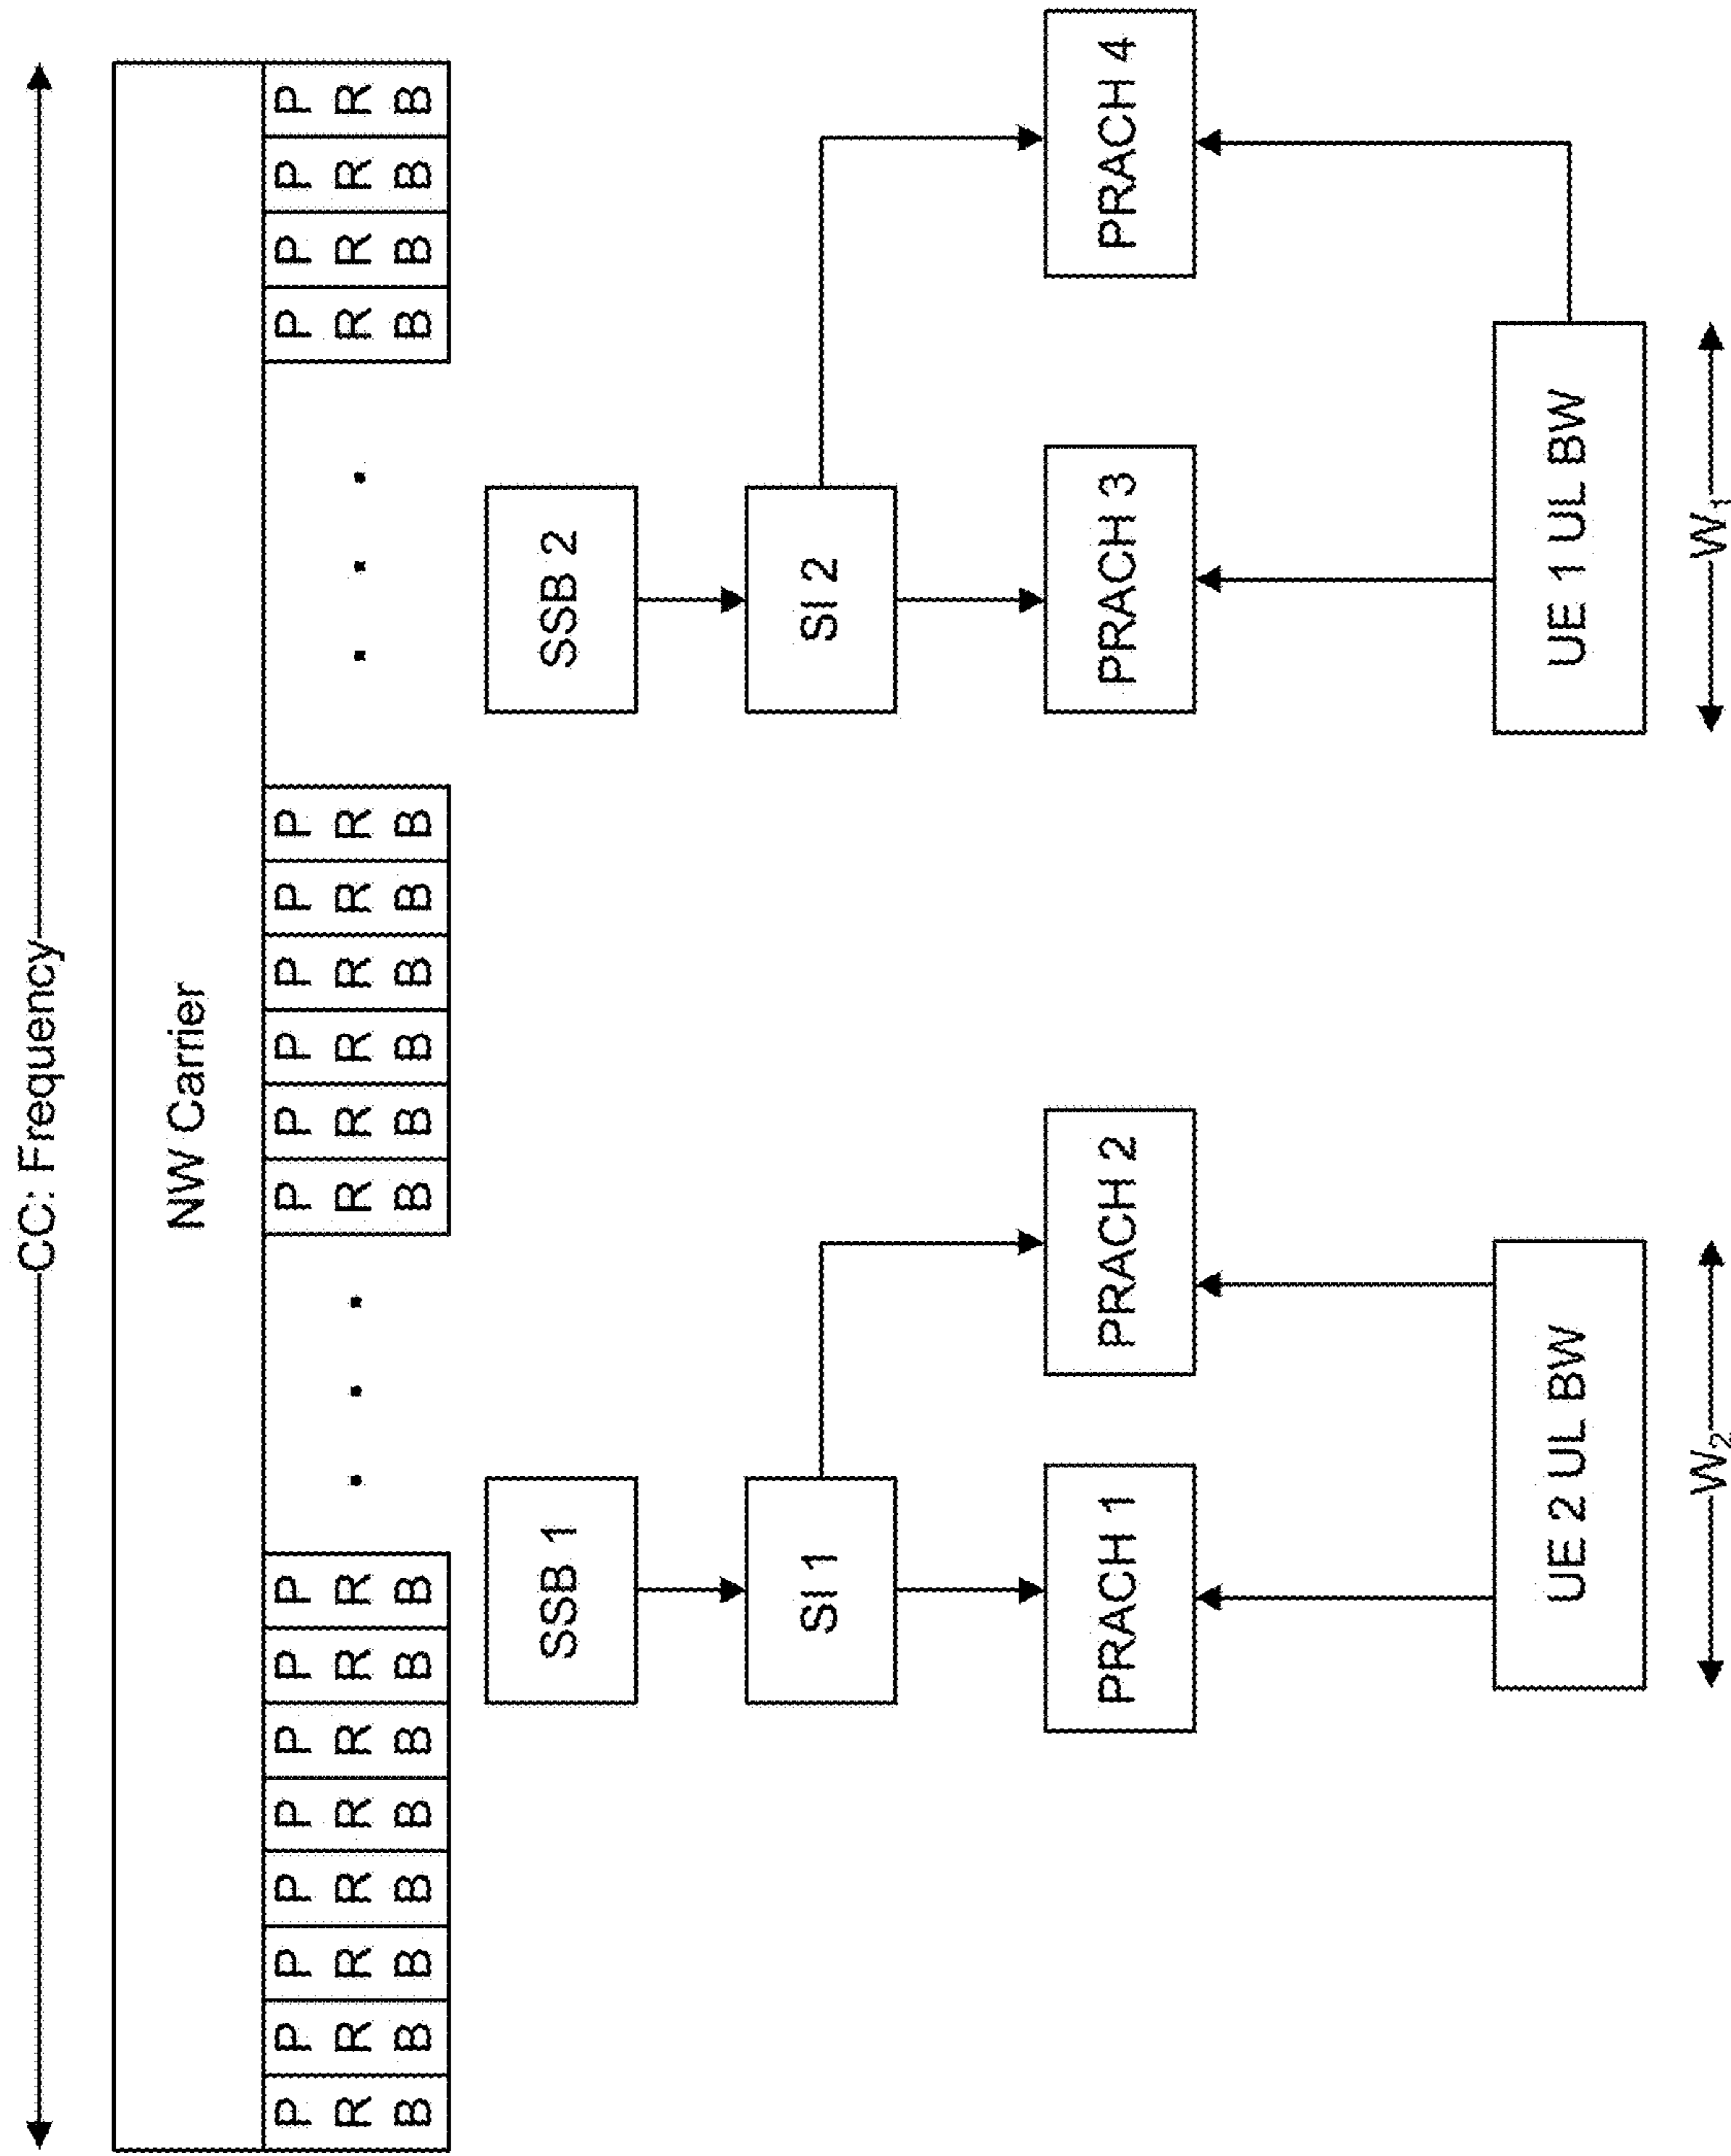 CC: Frequency
NW Carrier
PRB PRB PRB PRB PRB PRB PRB PRB . . . PRB PRB PRB PRB PRB PRB . . . PRB PRB PRB PRB
SSB 1
SSB 2
SI 1
SI 2
PRACH 1
PRACH 2
PRACH 3
PRACH 4
UE 2 UL BW
UE 1 UL BW
W₂
W₁